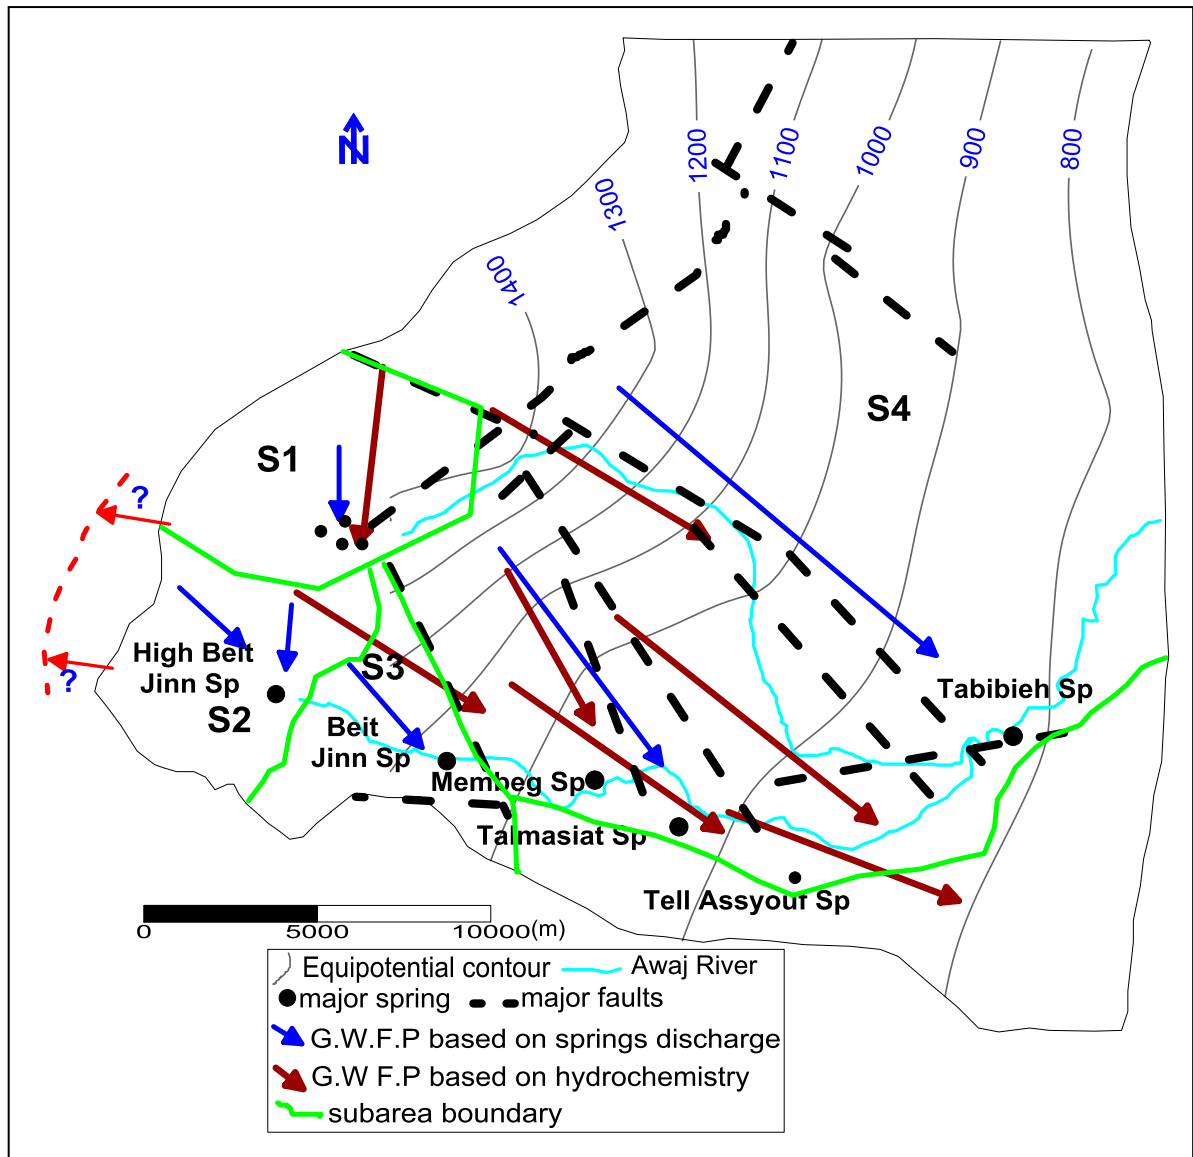 N
1200
1100
1000
900
800
1300
1400
S4
S1
?
?
High Beit
Jinn Sp
S3
S2
Tabibieh Sp
Beit
Jinn Sp
Membeg Sp
Talmasiat Sp
Tell Assyouf Sp
0 5000 10000(m)
Equipotential contour Awaj River
major spring major faults
G.W.F.P based on springs discharge
G.W F.P based on hydrochemistry
subarea boundary